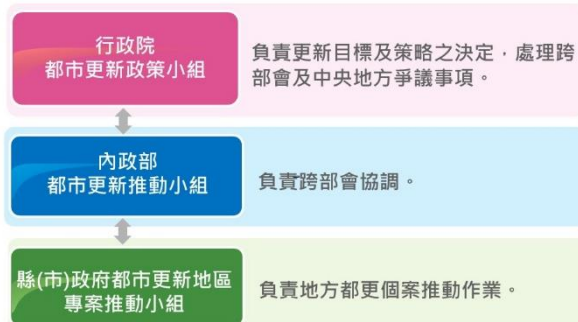 行政院
都市更新政策小組
負責更新目標及策略之決定，處理跨
部會及中央地方爭議事項。
內政部
都市更新推動小組
負責跨部會協調。
縣(市)政府都市更新地區
專案推動小組
負責地方都更個案推動作業。